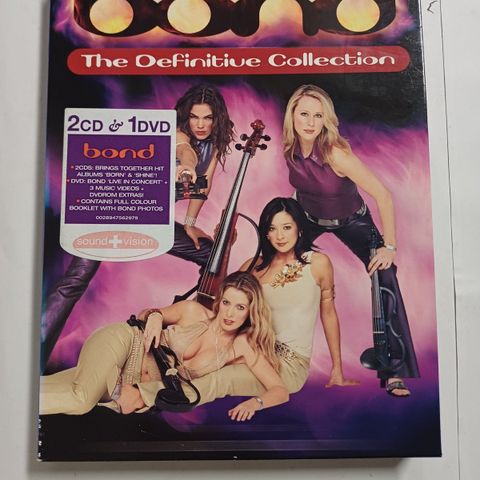 bond
The Definitive Collection
2CD & 1DVD
bond
• 2CDS: BRINGS TOGETHER HIT
ALBUMS 'BORN' & 'SHINE'!
• DVD: BOND 'LIVE IN CONCERT' +
3 MUSIC VIDEOS +
DVDROM EXTRAS!
• CONTAINS FULL COLOUR
BOOKLET WITH BOND PHOTOS
0028947562979
sound+vision